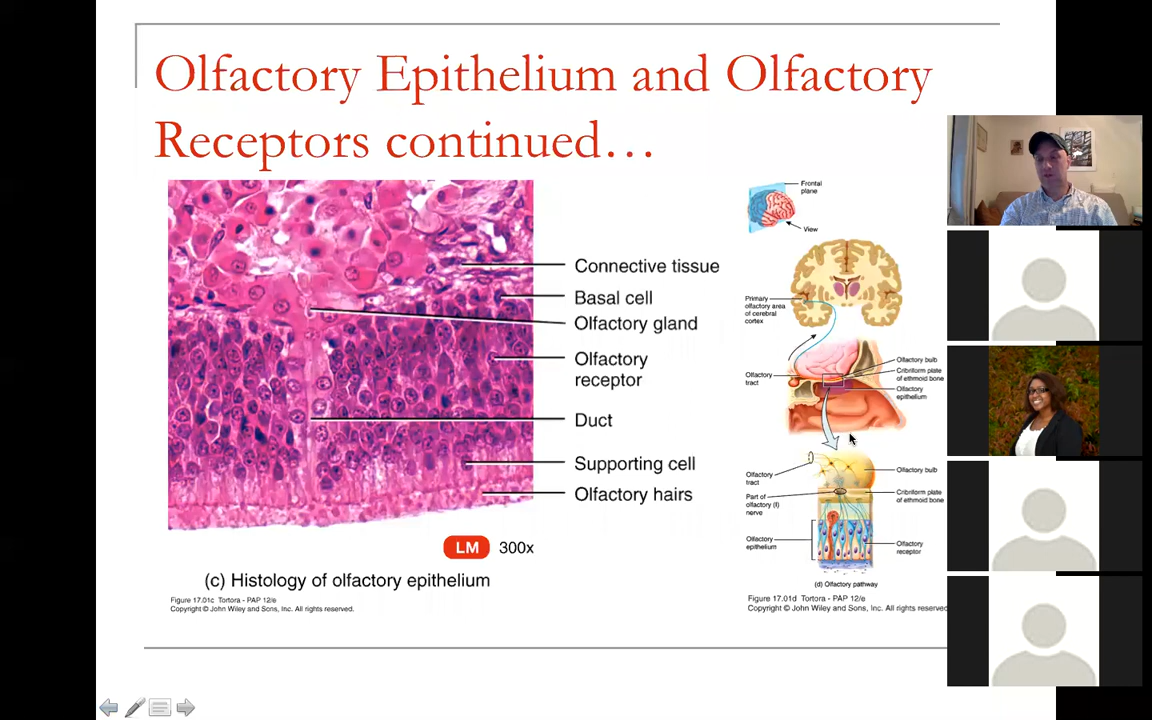 Olfactory Epithelium and Olfactory
Receptors continued…
Connective tissue
Basal cell
Olfactory gland
Olfactory
receptor
Duct
Supporting cell
Olfactory hairs
LM 300x
(c) Histology of olfactory epithelium
Figure 17.01c Tortora - PAP 12/e
Copyright © John Wiley and Sons, Inc. All rights reserved.
Frontal
plane
View
Primary
olfactory area
of cerebral
cortex
Olfactory
tract
Olfactory bulb
Cribriform plate
of ethmoid bone
Olfactory
epithelium
Olfactory
tract
Part of
olfactory (I)
nerve
Olfactory
epithelium
Olfactory bulb
Cribriform plate
of ethmoid bone
Olfactory
receptor
(d) Olfactory pathway
Figure 17.01d Tortora - PAP 12/e
Copyright © John Wiley and Sons, Inc. All rights reserved